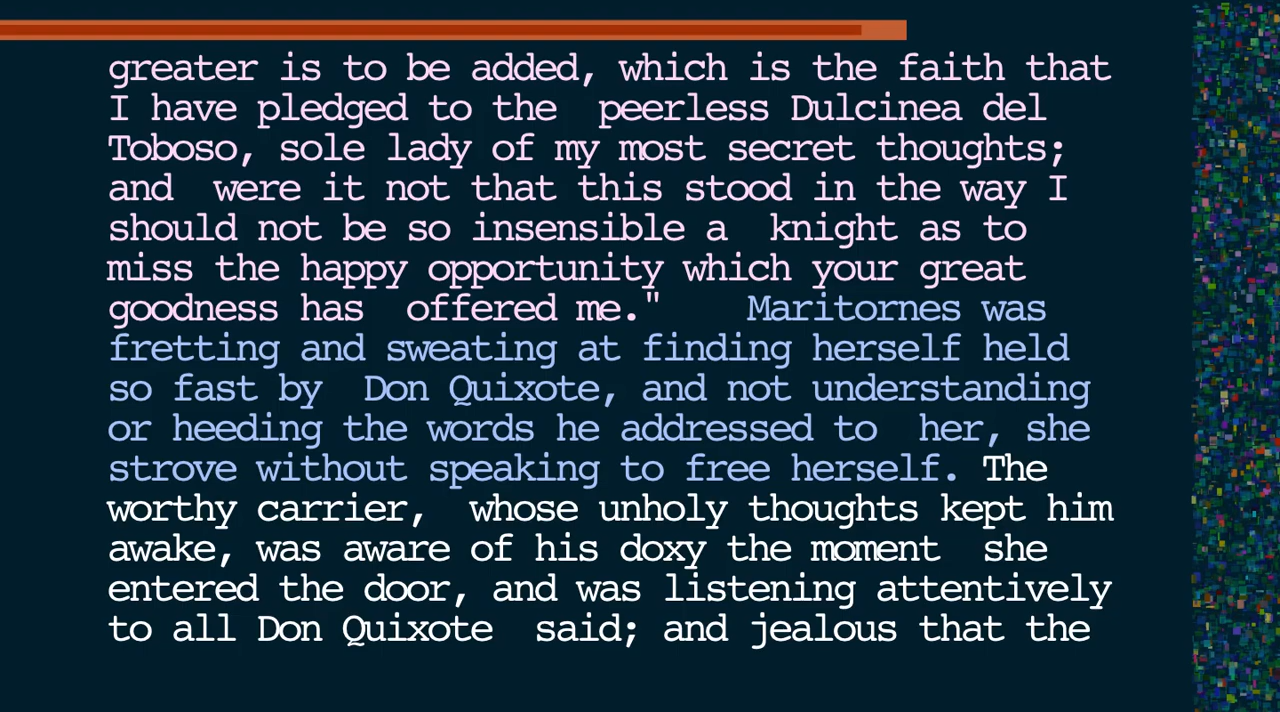 greater is to be added, which is the faith that
I have pledged to the  peerless Dulcinea del
Toboso, sole lady of my most secret thoughts;
and  were it not that this stood in the way I
should not be so insensible a  knight as to
miss the happy opportunity which your great
goodness has  offered me."    Maritornes was
fretting and sweating at finding herself held
so fast by  Don Quixote, and not understanding
or heeding the words he addressed to  her, she
strove without speaking to free herself. The
worthy carrier,  whose unholy thoughts kept him
awake, was aware of his doxy the moment  she
entered the door, and was listening attentively
to all Don Quixote  said; and jealous that the